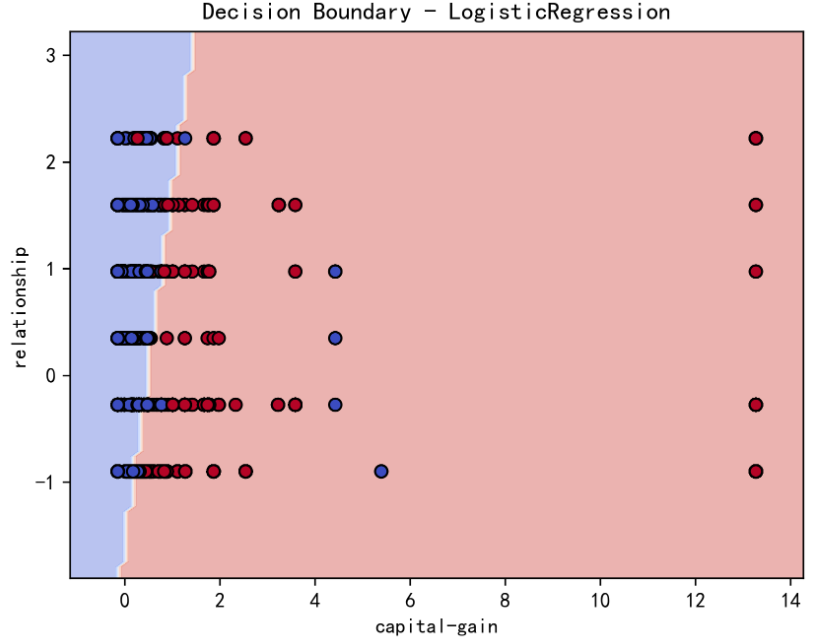 Decision Boundary - LogisticRegression
3
2
1
0
−1
relationship
0 2 4 6 8 10 12 14
capital-gain